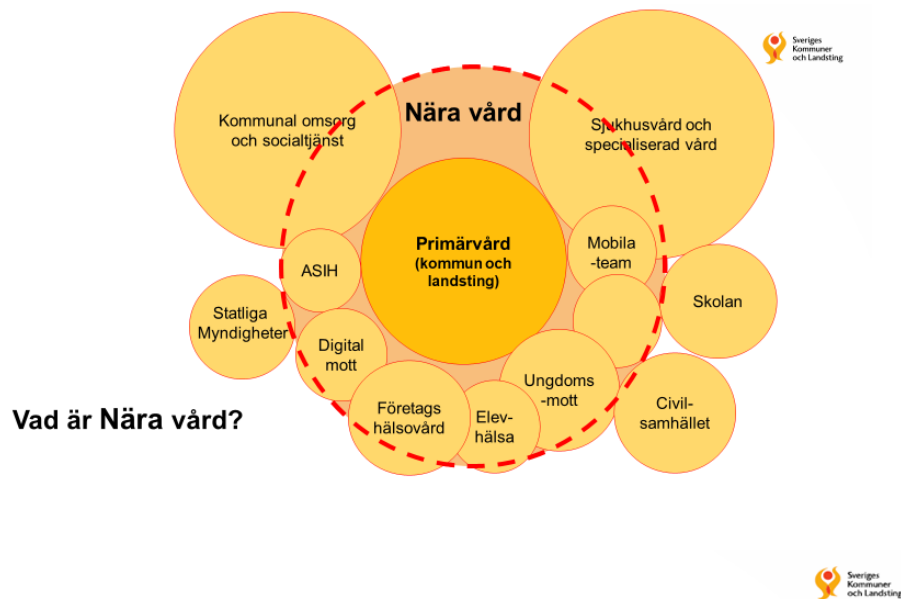 Sveriges
Kommuner
och Landsting
Nära vård
Kommunal omsorg
och socialtjänst
Sjukhusvård och
specialiserad vård
Primärvård
(kommun och
landsting)
Mobila
-team
ASIH
Statliga
Myndigheter
Skolan
Digital
mott
Ungdoms
-mott
Företags
hälsovård
Elev-
hälsa
Civil-
samhället
Vad är Nära vård?
Sveriges
Kommuner
och Landsting